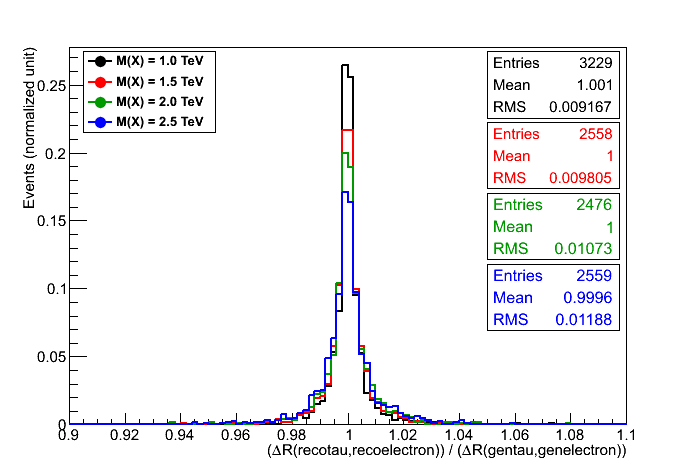 M(X) = 1.0 TeV
M(X) = 1.5 TeV
M(X) = 2.0 TeV
M(X) = 2.5 TeV
Entries 3229
Mean 1.001
RMS 0.009167
Entries 2558
Mean 1
RMS 0.009805
Entries 2476
Mean 1
RMS 0.01073
Entries 2559
Mean 0.9996
RMS 0.01188
Events (normalized unit)
0.25
0.2
0.15
0.1
0.05
0
0.9 0.92 0.94 0.96 0.98 1 1.02 1.04 1.06 1.08 1.1
(ΔR(recotau,recoelectron)) / (ΔR(gentau,genelectron))